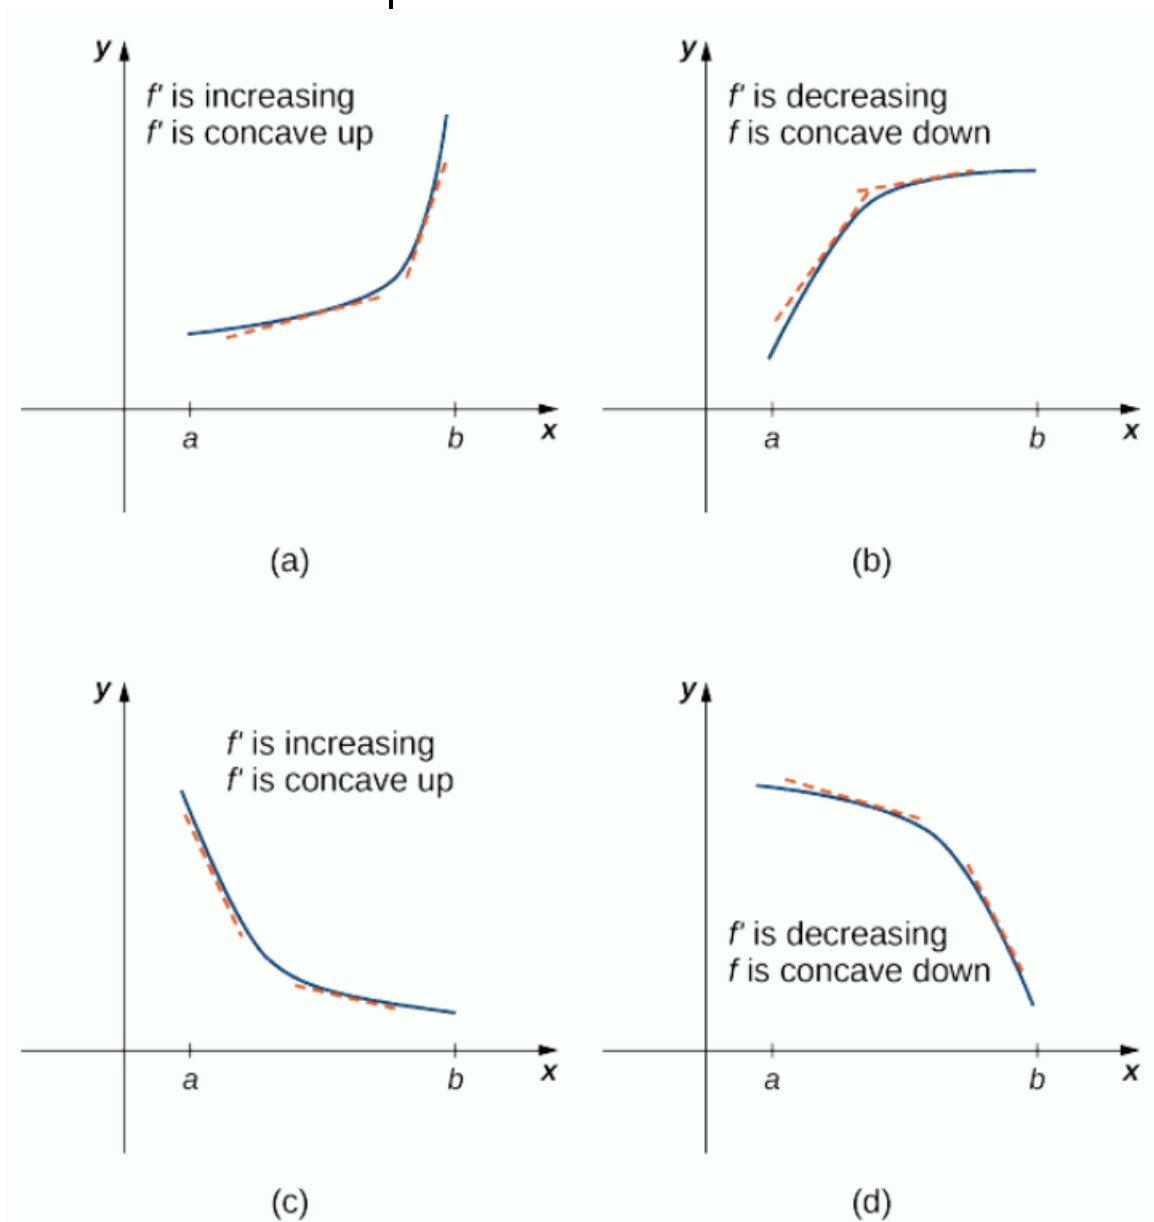 y
f' is increasing
f' is concave up
a
b
x
(a)
y
f' is decreasing
f is concave down
a
b
x
(b)
y
f' is increasing
f' is concave up
a
b
x
(c)
y
f' is decreasing
f is concave down
a
b
x
(d)